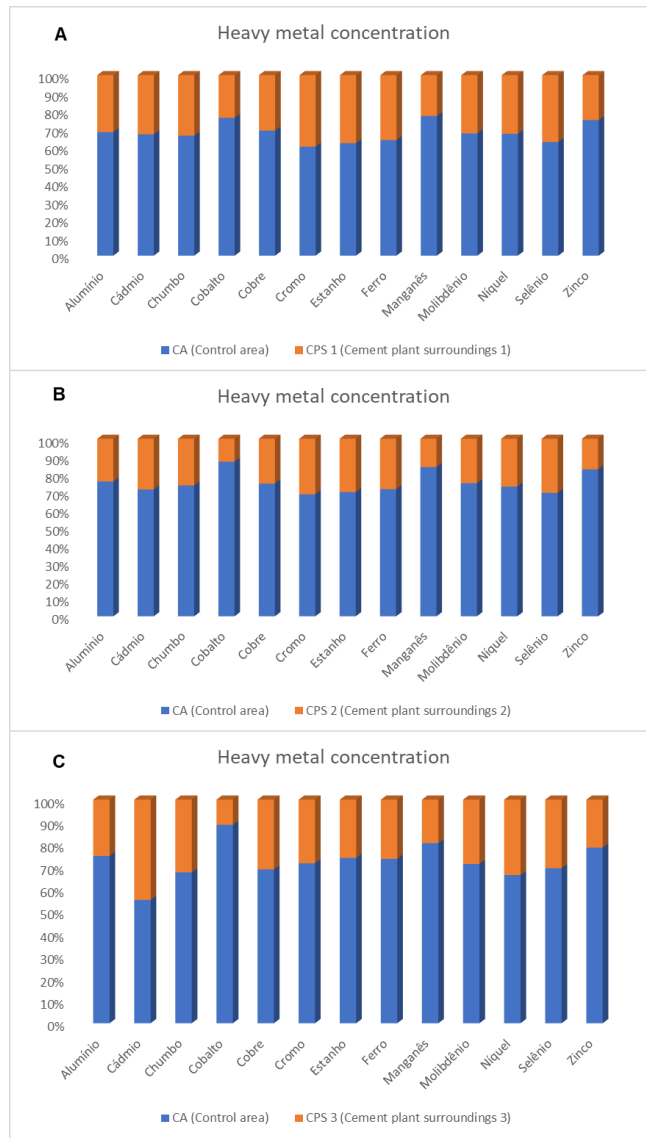 A
Heavy metal concentration
100%
90%
80%
70%
60%
50%
40%
30%
20%
10%
0%
Alumínio
Cádmio
Chumbo
Cobalto
Cobre
Cromo
Estanho
Ferro
Manganês
Molibdênio
Níquel
Selênio
Zinco
CA (Control area) CPS 1 (Cement plant surroundings 1)
B
Heavy metal concentration
100%
90%
80%
70%
60%
50%
40%
30%
20%
10%
0%
Alumínio
Cádmio
Chumbo
Cobalto
Cobre
Cromo
Estanho
Ferro
Manganês
Molibdênio
Níquel
Selênio
Zinco
CA (Control area) CPS 2 (Cement plant surroundings 2)
C
Heavy metal concentration
100%
90%
80%
70%
60%
50%
40%
30%
20%
10%
0%
Alumínio
Cádmio
Chumbo
Cobalto
Cobre
Cromo
Estanho
Ferro
Manganês
Molibdênio
Níquel
Selênio
Zinco
CA (Control area) CPS 3 (Cement plant surroundings 3)